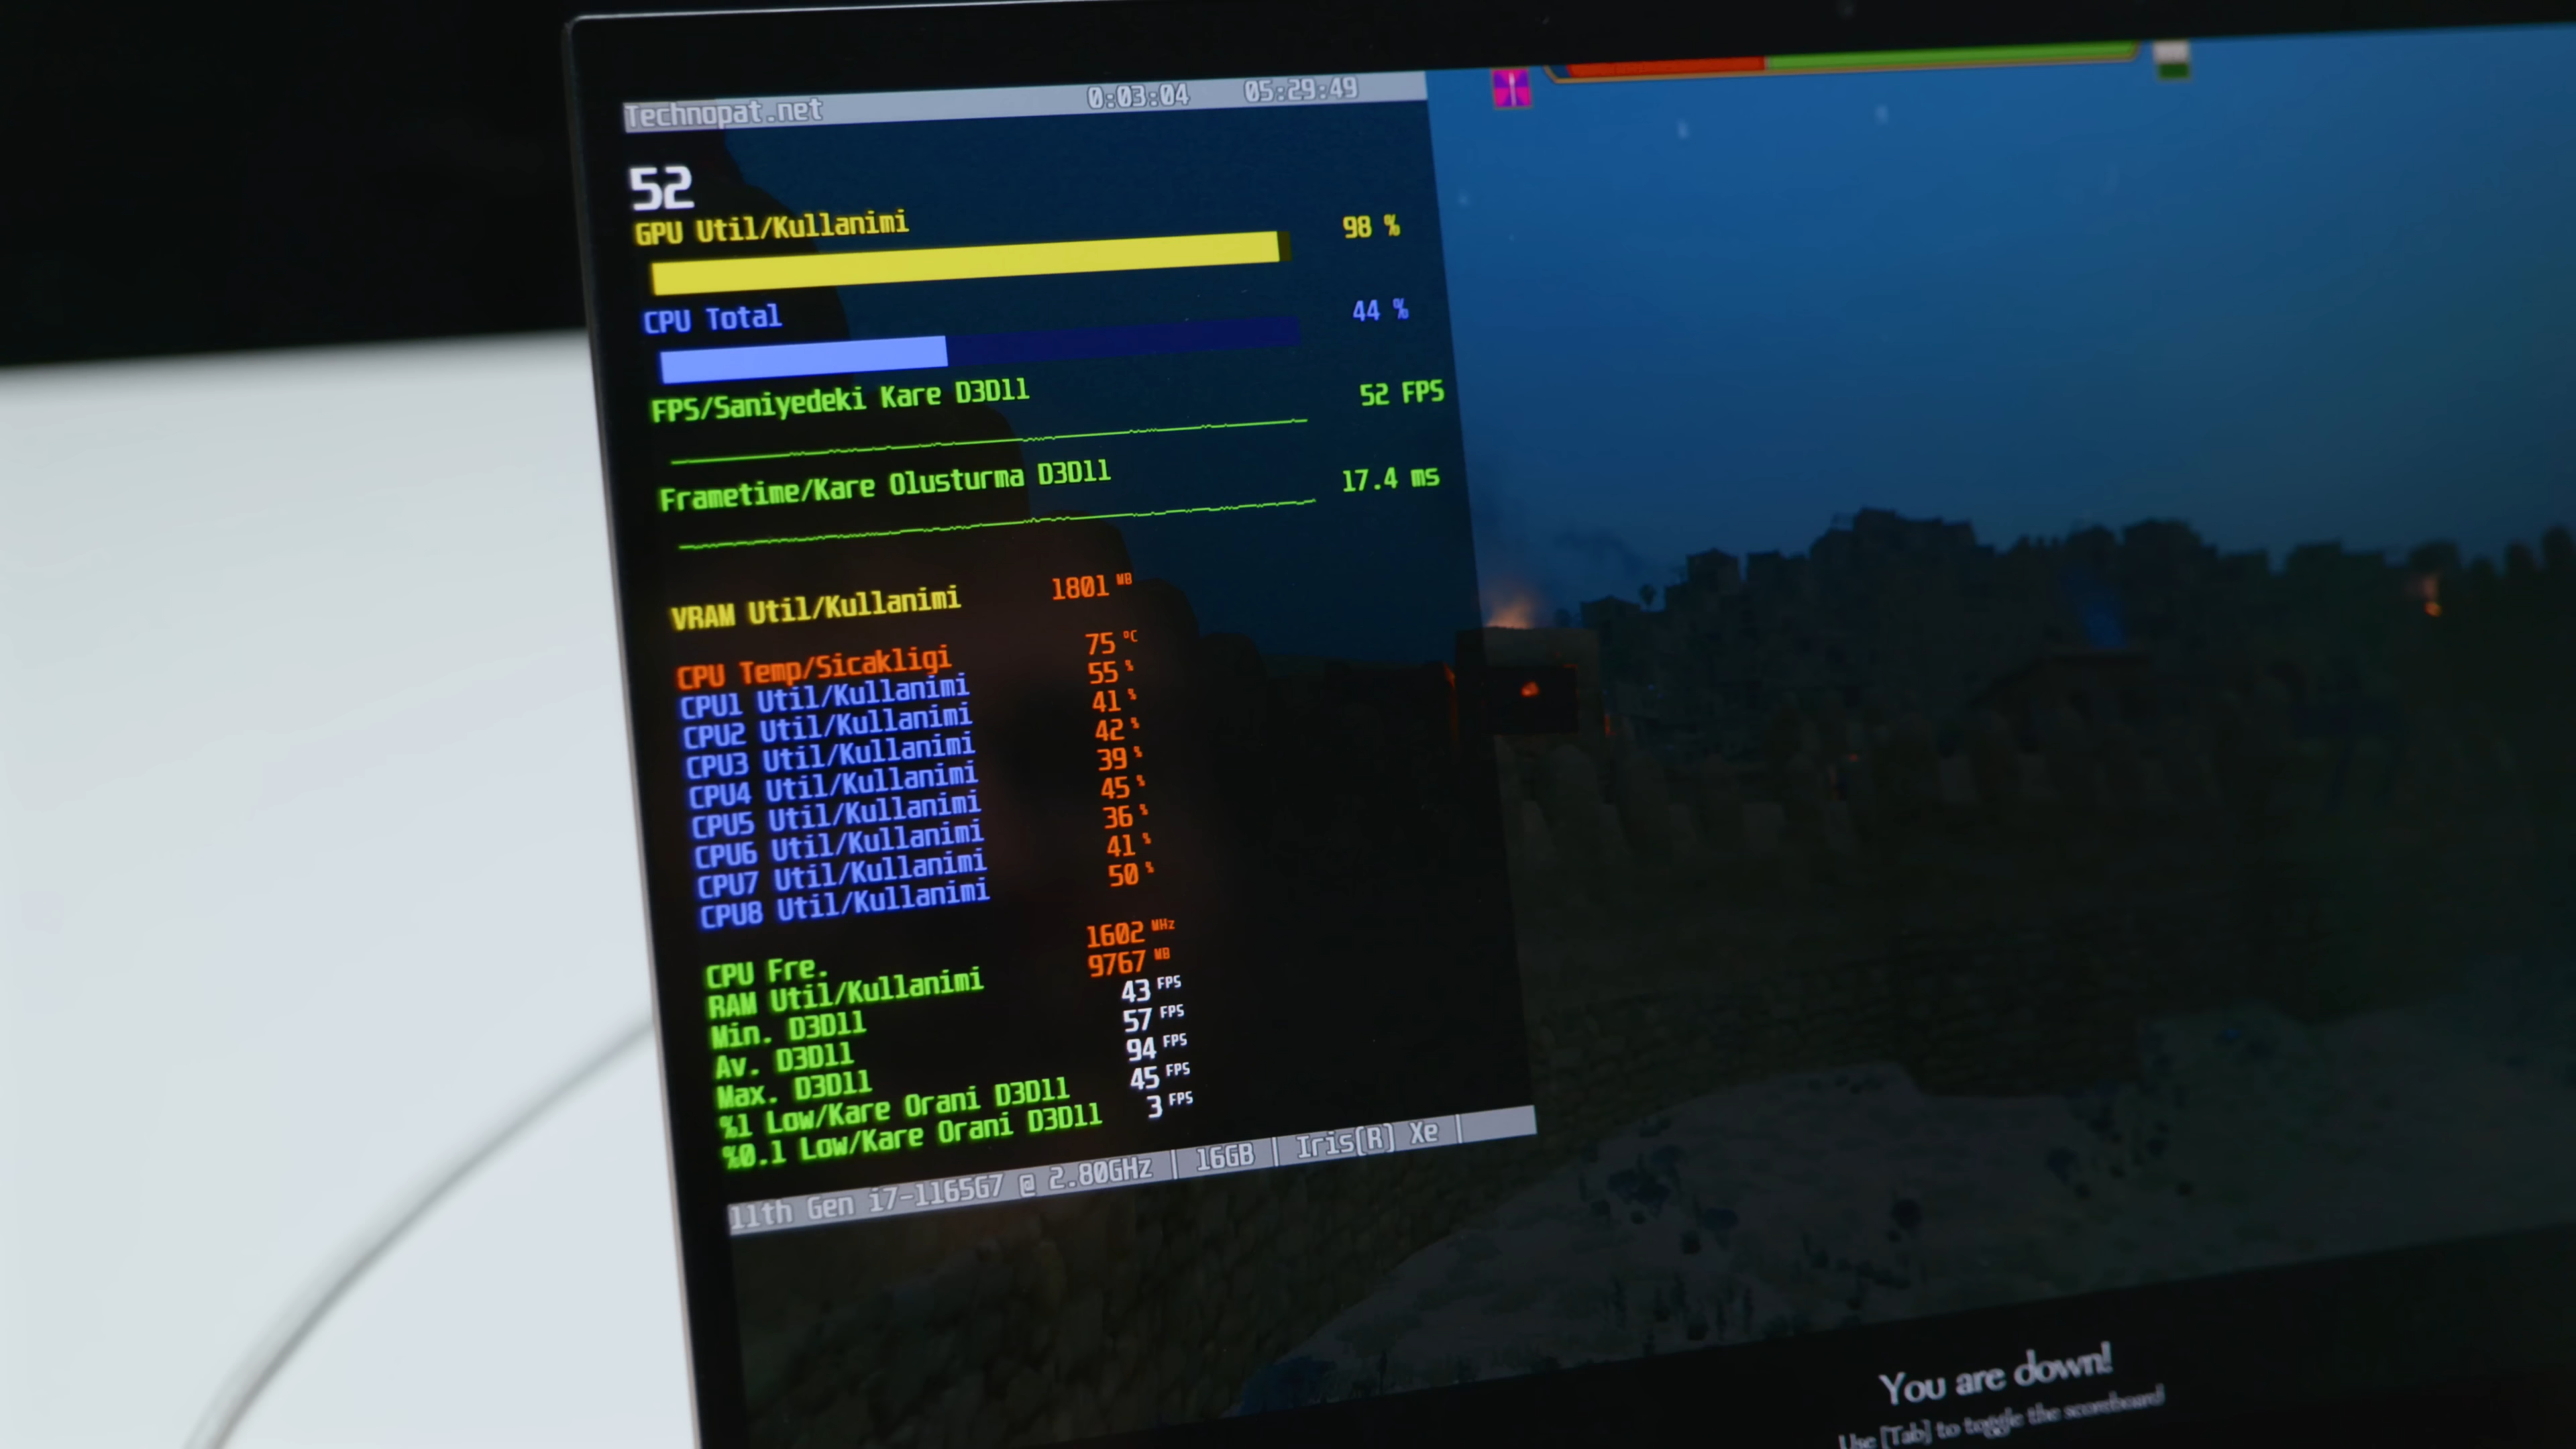 Technopat.net 0:03:04 05:29:49
52
GPU Util/Kullanimi 98 %
CPU Total 44 %
FPS/Saniyedeki Kare D3D11 52 FPS
Frametime/Kare Olusturma D3D11 17.4 ms
VRAM Util/Kullanimi 1801 MB
CPU Temp/Sicakligi 75 °C
CPU1 Util/Kullanimi 55 %
CPU2 Util/Kullanimi 41 %
CPU3 Util/Kullanimi 42 %
CPU4 Util/Kullanimi 39 %
CPU5 Util/Kullanimi 45 %
CPU6 Util/Kullanimi 36 %
CPU7 Util/Kullanimi 41 %
CPU8 Util/Kullanimi 50 %
CPU Fre. 1602 MHz
RAM Util/Kullanimi 9767 MB
Min. D3D11 43 FPS
Av. D3D11 57 FPS
Max. D3D11 94 FPS
%1 Low/Kare Orani D3D11 45 FPS
%0.1 Low/Kare Orani D3D11 3 FPS
11th Gen i7-1165G7 @ 2.80GHz | 16GB | Iris(R) Xe |
You are down!
Use [Tab] to toggle the scoreboard